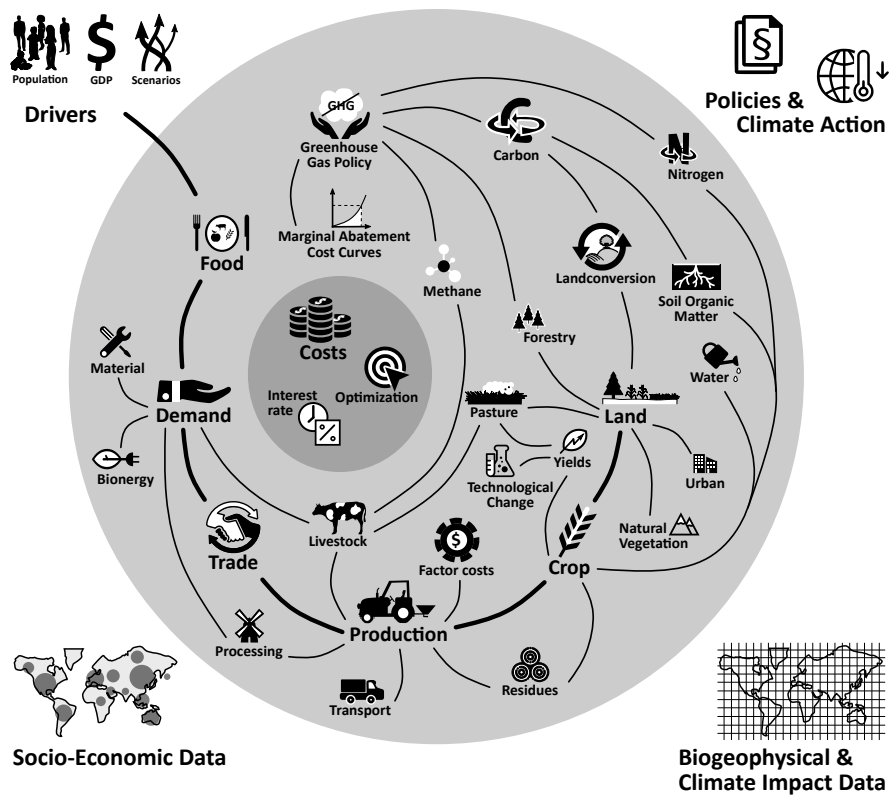 Population
GDP
Scenarios
Drivers
§
Policies &
Climate Action
GHG
Greenhouse
Gas Policy
Carbon
Nitrogen
Marginal Abatement
Cost Curves
Food
Methane
Landconversion
Soil Organic
Matter
Forestry
Costs
Material
Water
Interest
rate
Optimization
%
Demand
Pasture
Land
Bionergy
Yields
Technological
Change
Urban
Natural
Vegetation
Livestock
Trade
Factor costs
Crop
Production
Processing
Transport
Residues
Socio-Economic Data
Biogeophysical &
Climate Impact Data